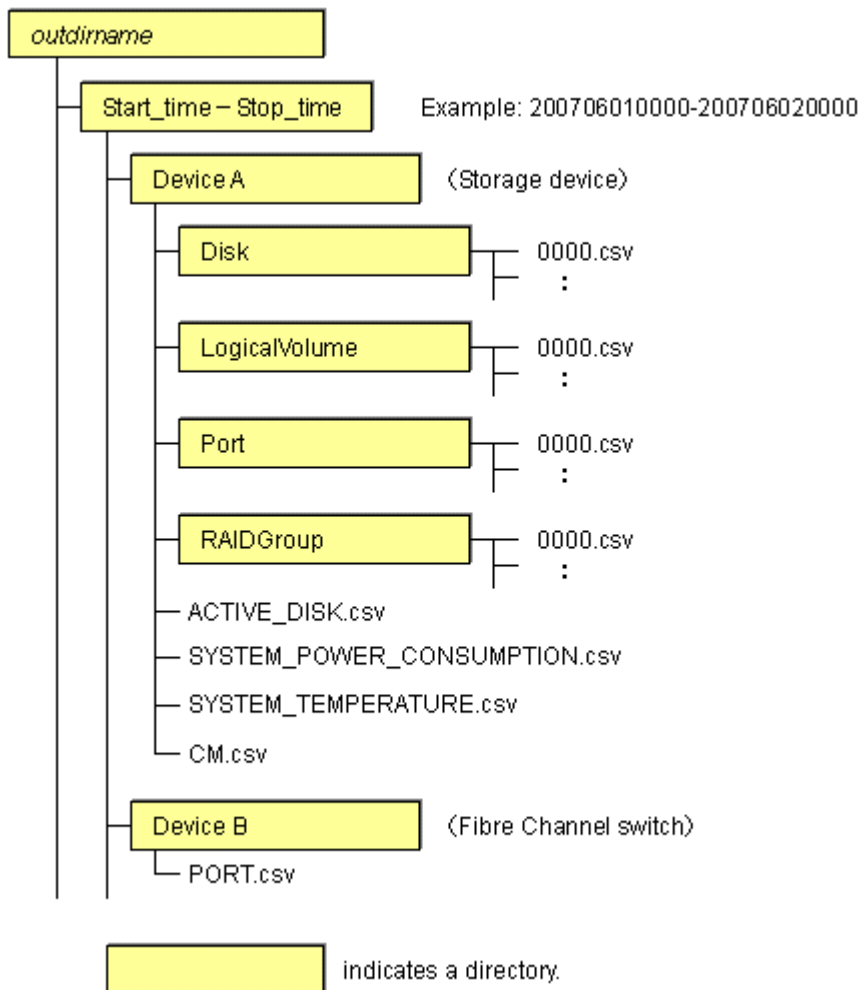 outdirname
Start_time－Stop_time Example: 200706010000-200706020000
Device A (Storage device)
Disk 0000.csv
:
LogicalVolume 0000.csv
:
Port 0000.csv
:
RAIDGroup 0000.csv
:
ACTIVE_DISK.csv
SYSTEM_POWER_CONSUMPTION.csv
SYSTEM_TEMPERATURE.csv
CM.csv
Device B (Fibre Channel switch)
PORT.csv
indicates a directory.